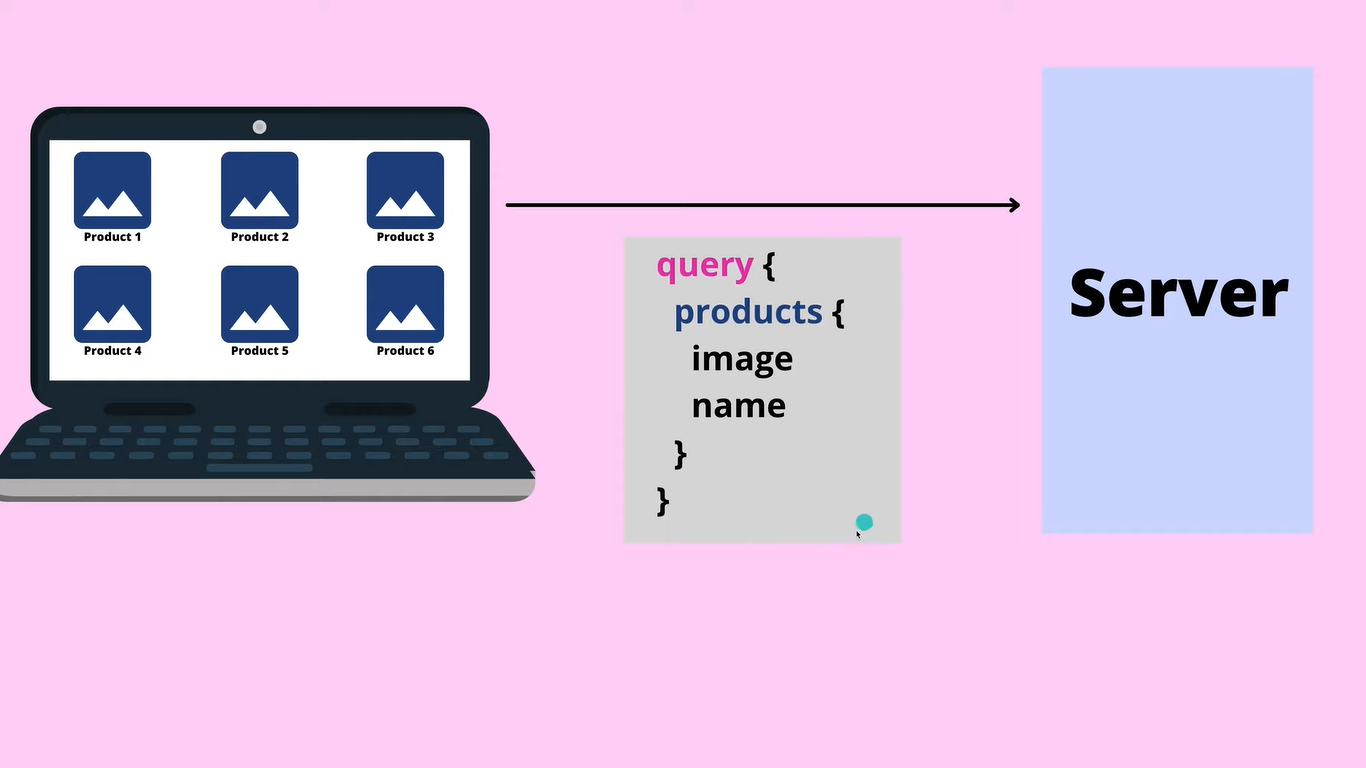 Product 1
Product 2
Product 3
Product 4
Product 5
Product 6
query {
products {
image
name
}
}
Server